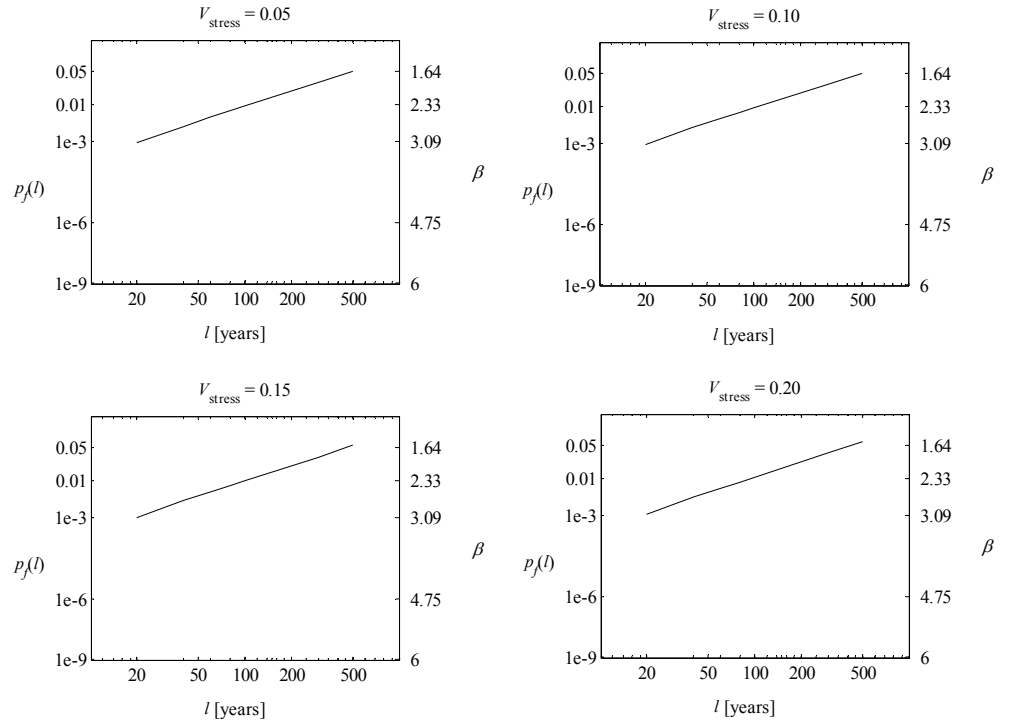 V_stress = 0.05
0.05
0.01
1e-3
1e-6
1e-9
p_f(l)
1.64
2.33
3.09
4.75
6
β
20 50 100 200 500
l [years]
V_stress = 0.10
0.05
0.01
1e-3
1e-6
1e-9
p_f(l)
1.64
2.33
3.09
4.75
6
β
20 50 100 200 500
l [years]
V_stress = 0.15
0.05
0.01
1e-3
1e-6
1e-9
p_f(l)
1.64
2.33
3.09
4.75
6
β
20 50 100 200 500
l [years]
V_stress = 0.20
0.05
0.01
1e-3
1e-6
1e-9
p_f(l)
1.64
2.33
3.09
4.75
6
β
20 50 100 200 500
l [years]